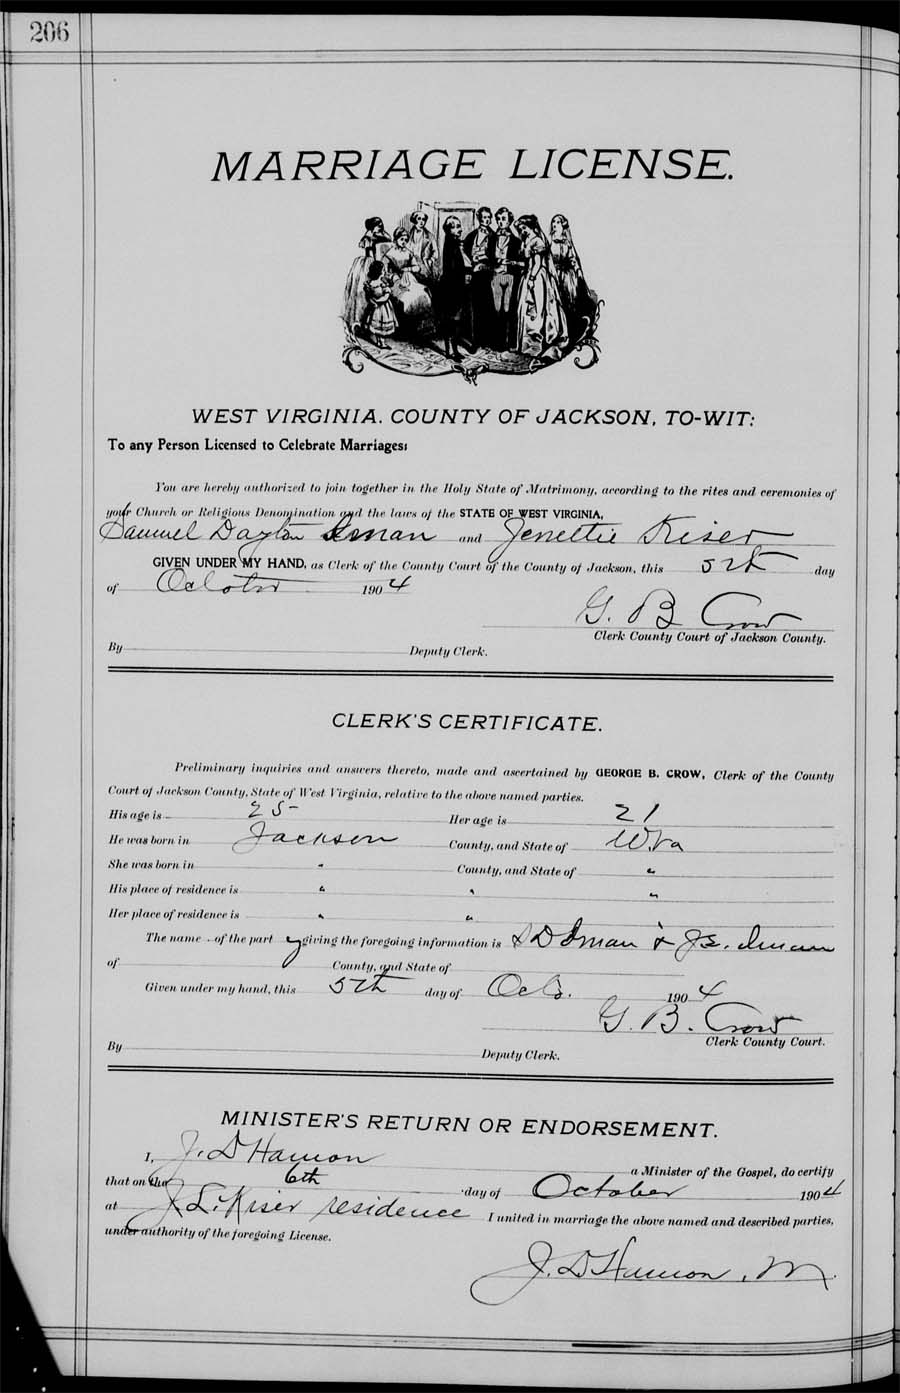 206
MARRIAGE LICENSE.
WEST VIRGINIA. COUNTY OF JACKSON, TO-WIT:
To any Person Licensed to Celebrate Marriages:
You are hereby authorized to join together in the Holy State of Matrimony, according to the rites and ceremonies of
your Church or Religious Denomination and the laws of the STATE OF WEST VIRGINIA,
Samuel Dayton Iman and Jenettie Kiser
GIVEN UNDER MY HAND, as Clerk of the County Court of the County of Jackson, this 5th day
of October 1904
G. B Crow
Clerk County Court of Jackson County.
By Deputy Clerk.
CLERK'S CERTIFICATE.
Preliminary inquiries and answers thereto, made and ascertained by GEORGE B. CROW, Clerk of the County
Court of Jackson County, State of West Virginia, relative to the above named parties.
His age is 25 Her age is 21
He was born in Jackson County, and State of W.Va
She was born in " County, and State of "
His place of residence is " " "
Her place of residence is " "
The name of the party giving the foregoing information is S D Iman & J. E. Iman
of County, and State of
Given under my hand, this 5th day of Oct. 1904
G. B. Crow
Clerk County Court.
By Deputy Clerk.
MINISTER'S RETURN OR ENDORSEMENT.
I, J. D Hamon a Minister of the Gospel, do certify
that on the 6th day of October 1904
at J L. Kiser residence I united in marriage the above named and described parties,
under authority of the foregoing License.
J. D Hamon, M